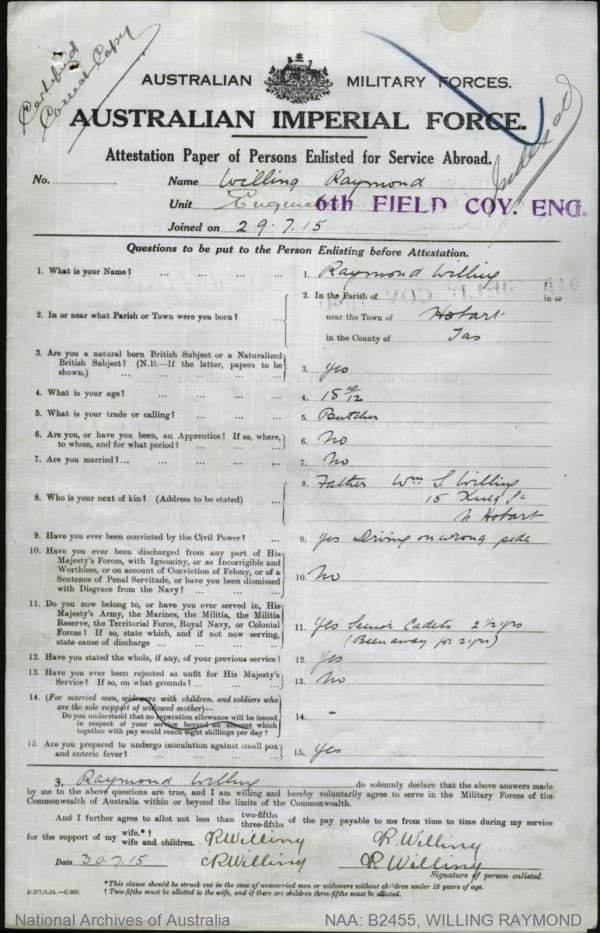 Certified
Correct Copy
AUSTRALIAN MILITARY FORCES.
AUSTRALIAN IMPERIAL FORCE.
Attestation Paper of Persons Enlisted for Service Abroad.
No. Name Willing Raymond
Unit 6th FIELD COY. ENG.
Joined on 29.7.15
Questions to be put to the Person Enlisting before Attestation.
1. What is your Name? ... ... ... ... 1. Raymond Willing
2. In or near what Parish or Town were you born? ... 2. In the Parish of in or
near the Town of Hobart
in the County of Tas
3. Are you a natural born British Subject or a Naturalized
British Subject? (N.B.—If the latter, papers to be
shown.) ... ... ... ... 3. Yes
4. What is your age? ... ... ... ... 4. 18 /12
5. What is your trade or calling? ... ... ... 5. Butcher
6. Are you, or have you been, an Apprentice? If so, where,
to whom, and for what period? ... ... ... 6. No
7. Are you married? ... ... ... ... 7. No
8. Who is your next of kin? (Address to be stated) ... 8. Father Wm S Willing
15
N Hobart
9. Have you ever been convicted by the Civil Power? ... 9. Yes Driving on wrong side
10. Have you ever been discharged from any part of His
Majesty's Forces, with Ignominy, or as Incorrigible and
Worthless, or on account of Conviction of Felony, or of a
Sentence of Penal Servitude, or have you been dismissed
with Disgrace from the Navy? ... ... ... 10. No
11. Do you now belong to, or have you ever served in, His
Majesty's Army, the Marines, the Militia, the Militia
Reserve, the Territorial Force, Royal Navy, or Colonial
Forces? If so, state which, and if not now serving,
state cause of discharge ... ... ... 11. Yes Senior Cadets 2½ yrs
(Been away for 2 yrs)
12. Have you stated the whole, if any, of your previous service? 12. Yes
13. Have you ever been rejected as unfit for His Majesty's
Service? If so, on what grounds? ... ... ... 13. No
14. (For married men, widowers with children, and soldiers who
are the sole support of widowed mother)—
Do you understand that no separation allowance will be issued
in respect of your service beyond an amount which
together with pay would reach eight shillings per day? 14. -
15. Are you prepared to undergo inoculation against small pox
and enteric fever? ... ... ... ... 15. Yes
I, Raymond Willing do solemnly declare that the above answers made
by me to the above questions are true, and I am willing and hereby voluntarily agree to serve in the Military Forces of the
Commonwealth of Australia within or beyond the limits of the Commonwealth.
And I further agree to allot not less than two-fifths three-fifths of the pay payable to me from time to time during my service
for the support of my wife.*† wife and children. R Willing R. Willing
Date 30.7.15 R Willing R Willing
Signature of person enlisted.
*This clause should be struck out in the case of unmarried men or widowers without children under 18 years of age.
† Two-fifths must be allotted to the wife, and if there are children three-fifths must be allotted.
National Archives of Australia NAA: B2455, WILLING RAYMOND